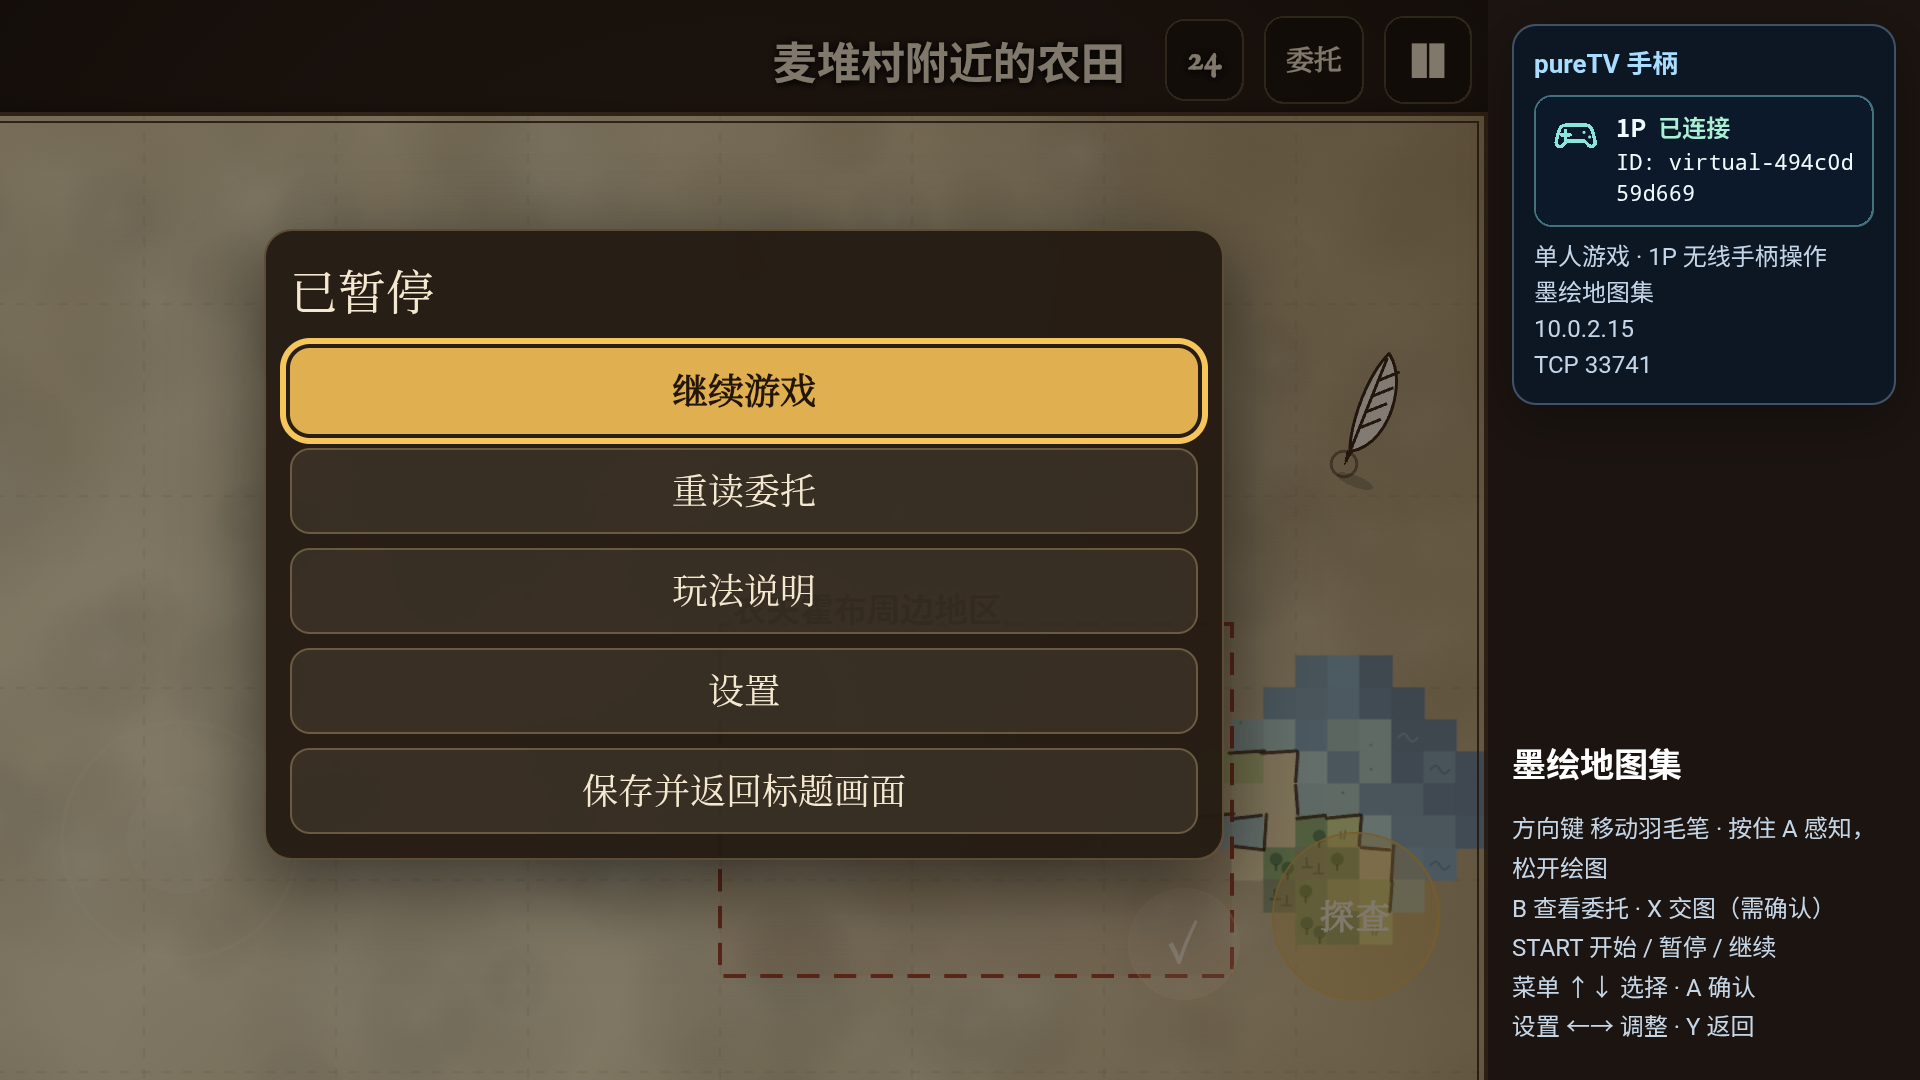 麦堆村附近的农田
24
委托
已暂停
继续游戏
重读委托
玩法说明
设置
保存并返回标题画面
霍布周边地区
探查
pureTV 手柄
1P 已连接
ID: virtual-494c0d
59d669
单人游戏 · 1P 无线手柄操作
墨绘地图集
10.0.2.15
TCP 33741
墨绘地图集
方向键 移动羽毛笔 · 按住 A 感知，
松开绘图
B 查看委托 · X 交图（需确认）
START 开始 / 暂停 / 继续
菜单 ↑↓ 选择 · A 确认
设置 ←→ 调整 · Y 返回